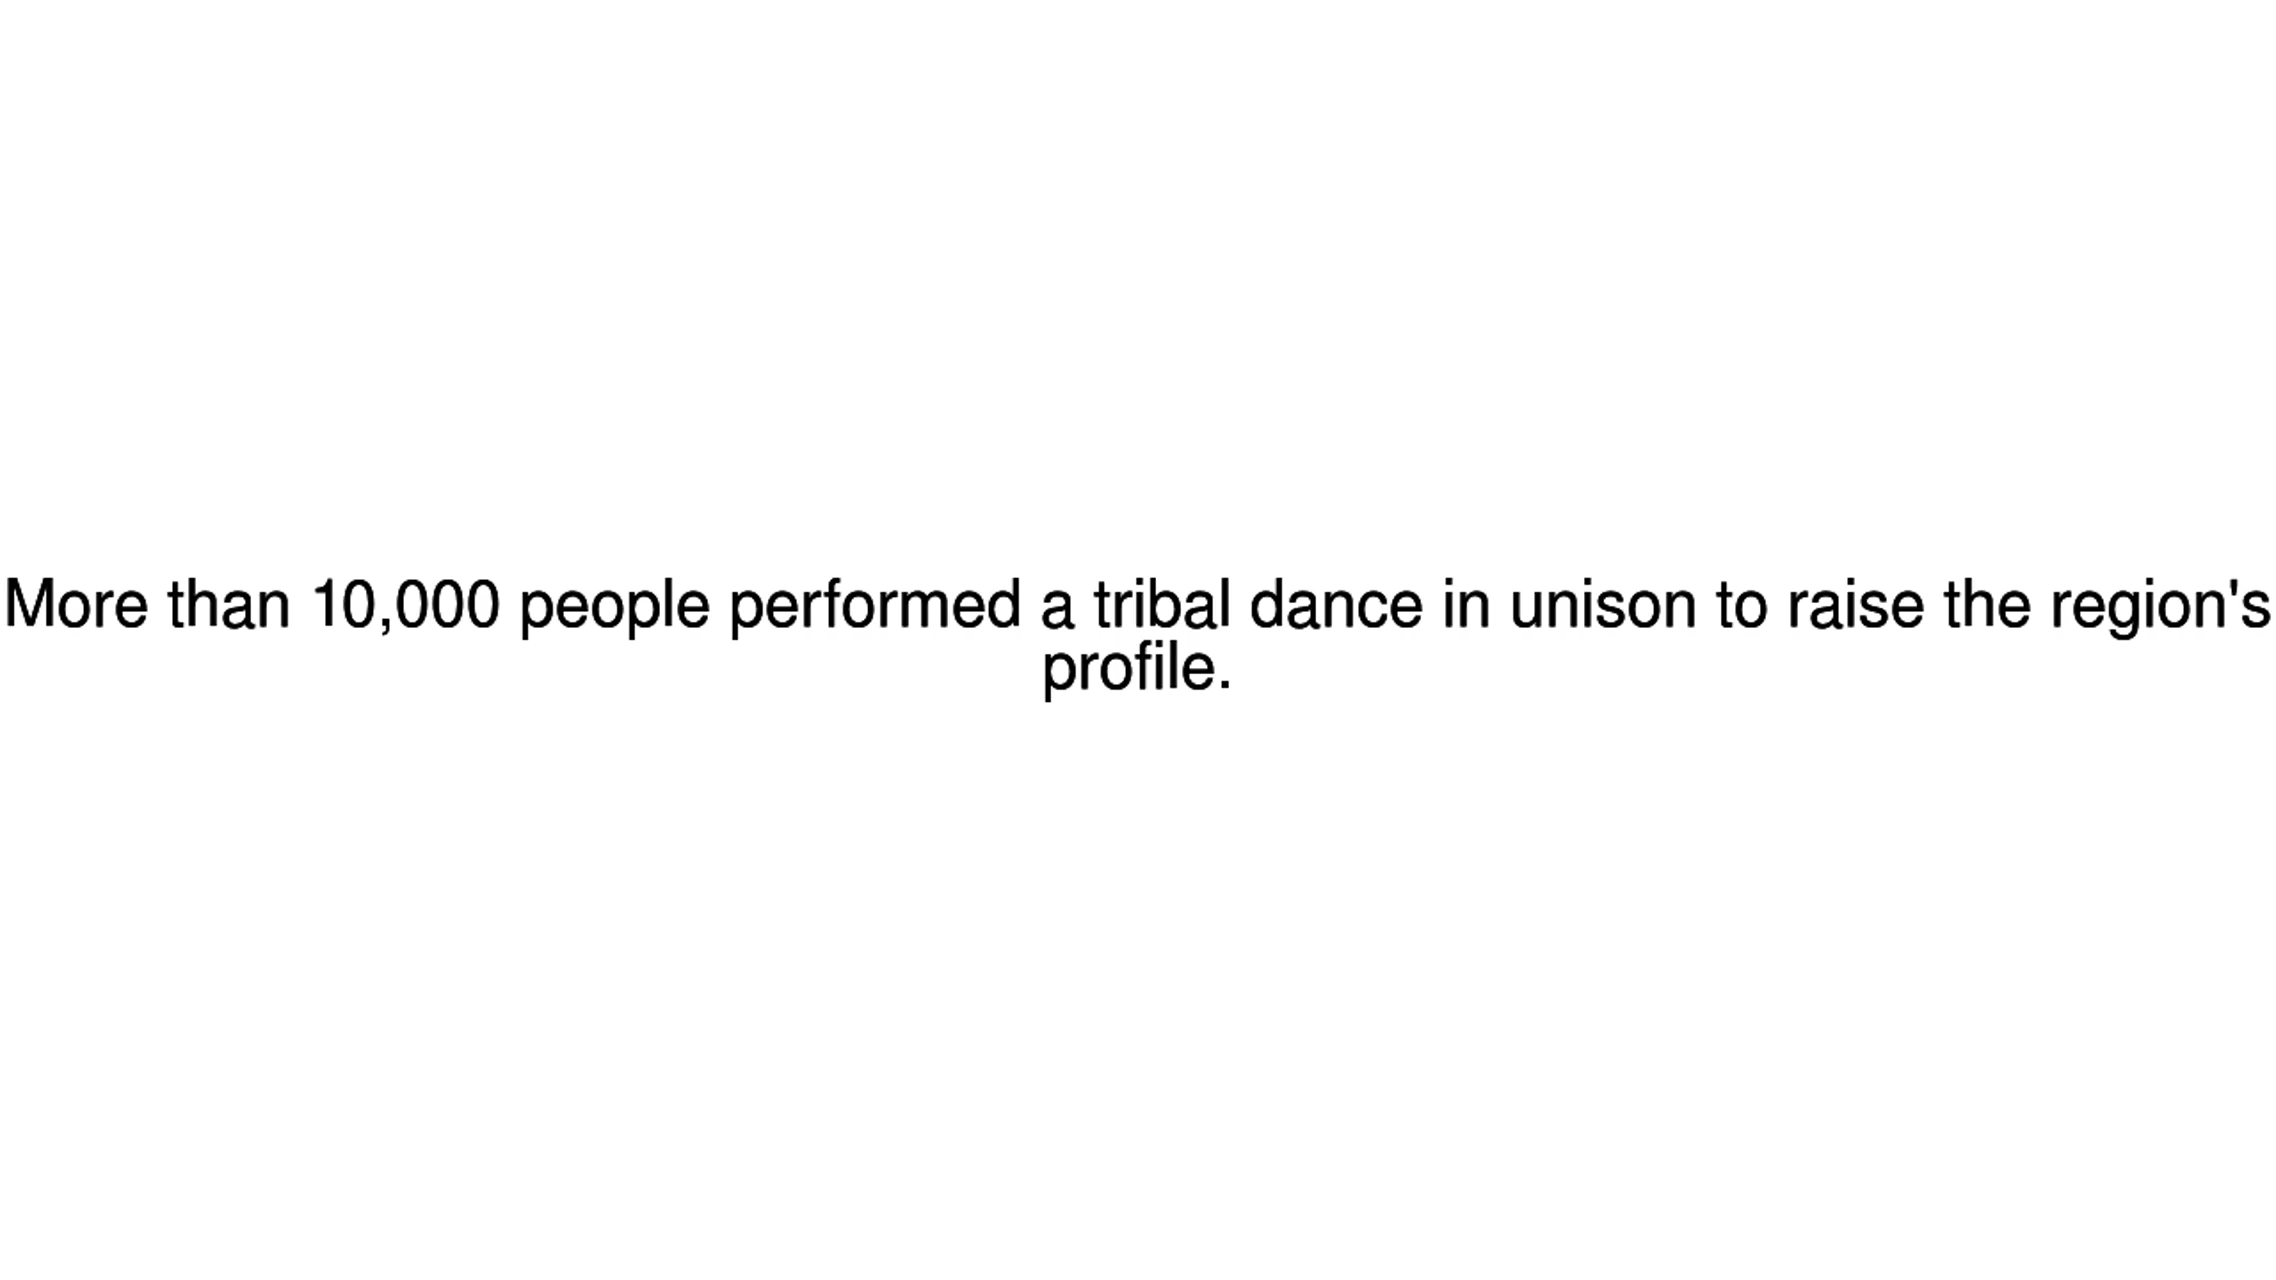 More than 10,000 people performed a tribal dance in unison to raise the region's
profile.